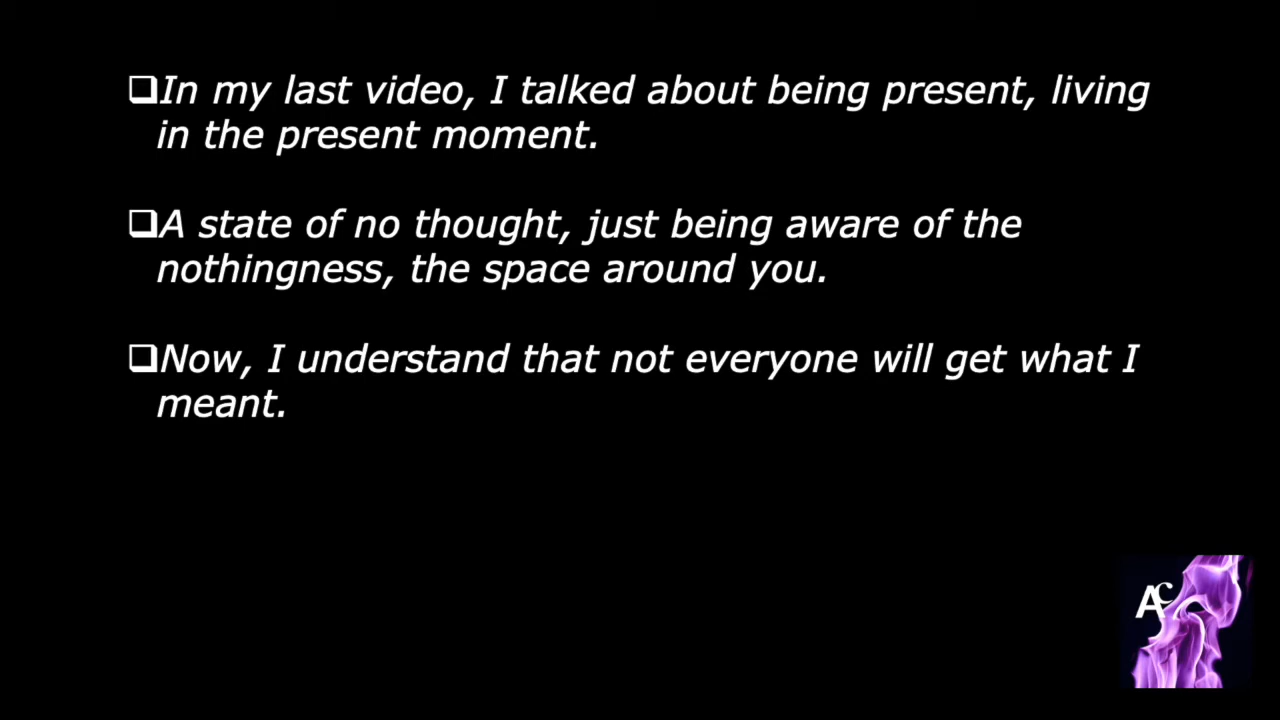 ❑In my last video, I talked about being present, living
in the present moment.
❑A state of no thought, just being aware of the
nothingness, the space around you.
❑Now, I understand that not everyone will get what I
meant.
Ac